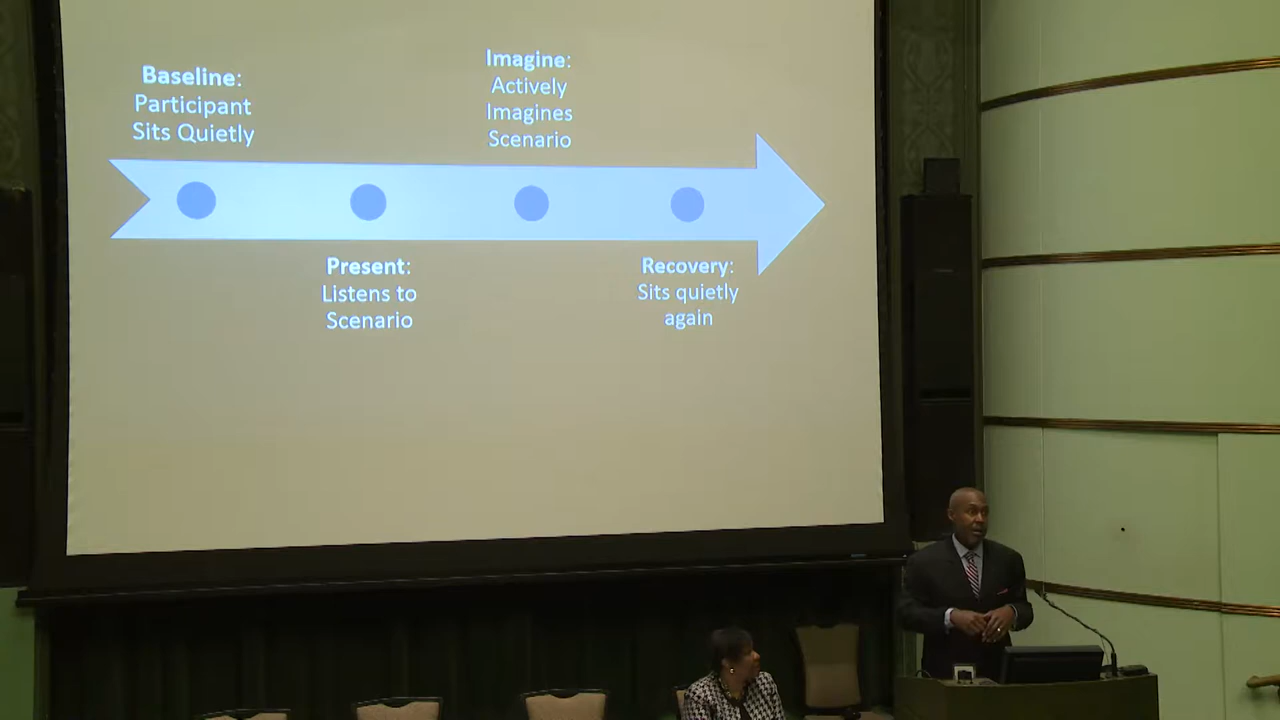 Baseline:
Participant
Sits Quietly
Present:
Listens to
Scenario
Imagine:
Actively
Imagines
Scenario
Recovery:
Sits quietly
again